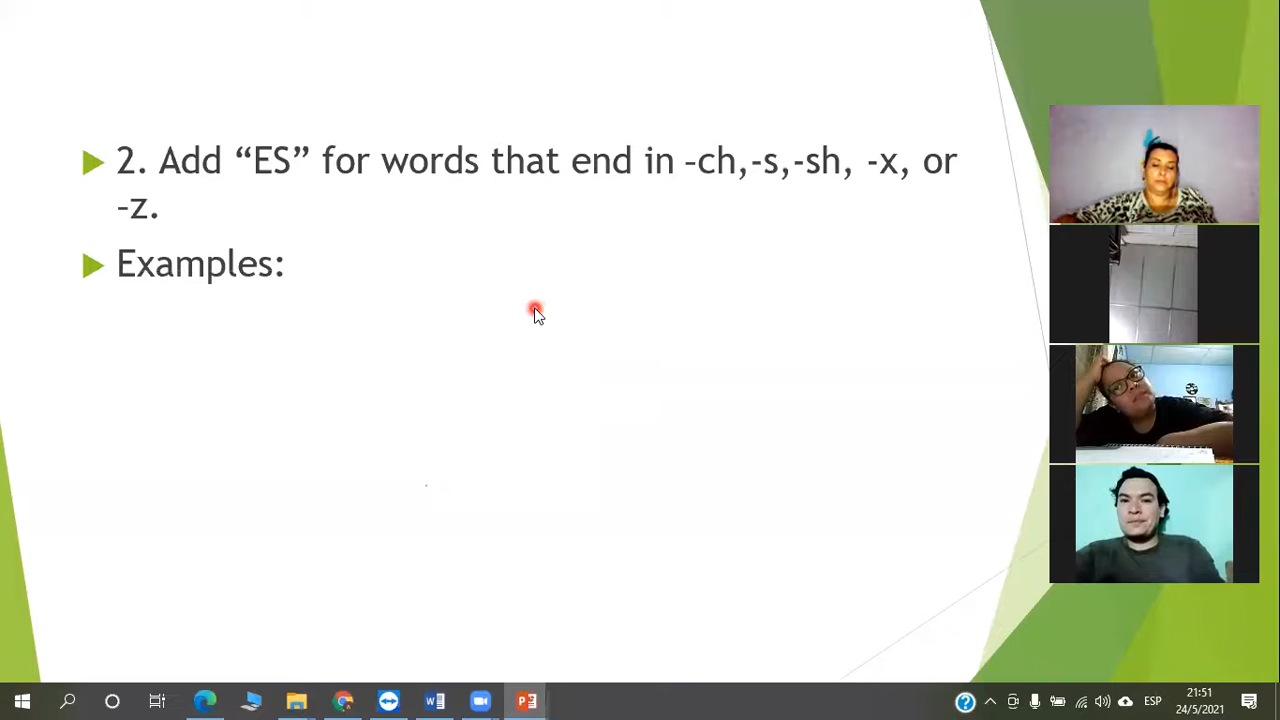 2. Add “ES” for words that end in –ch,-s,-sh, -x, or
–z.
Examples:
ESP
21:51
24/5/2021